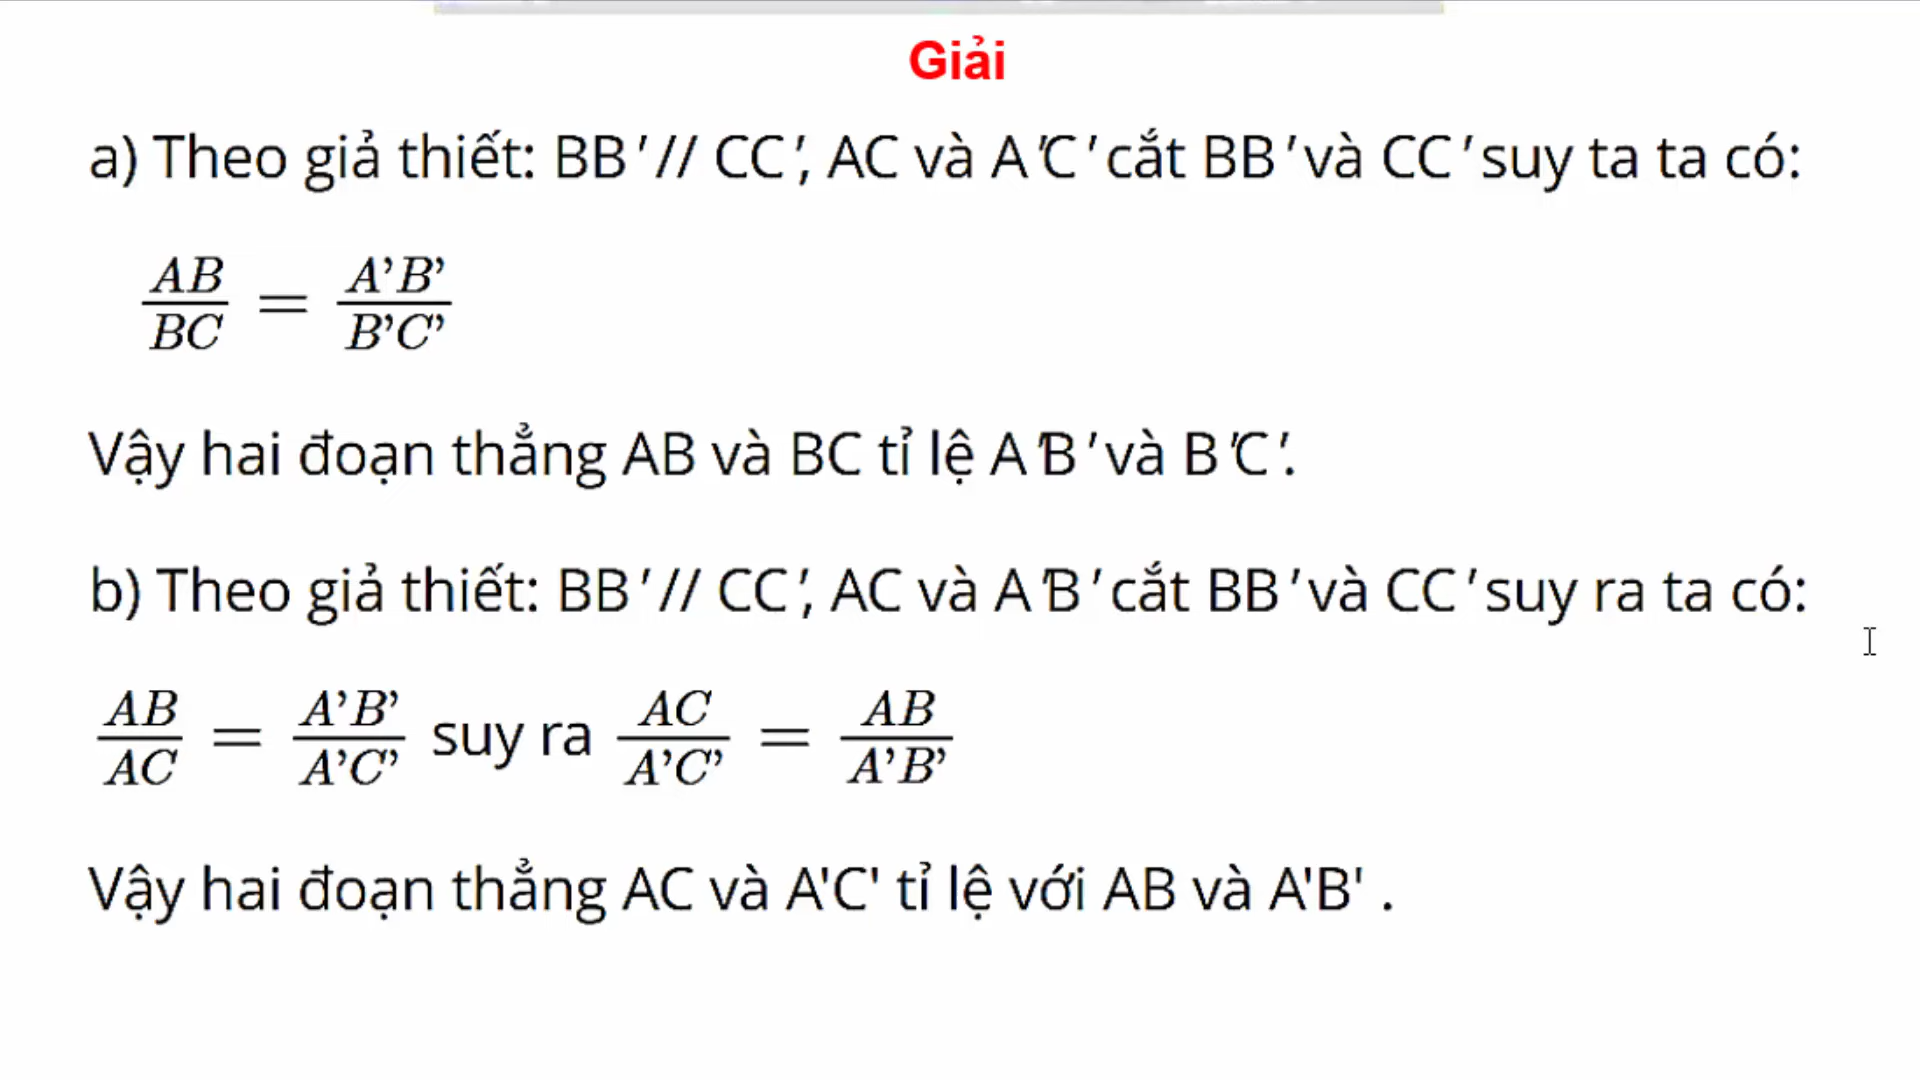 Giải
a) Theo giả thiết: BB′// CC′, AC và A′C′ cắt BB′ và CC′ suy ta ta có:
AB/BC = A’B’/B’C’
Vậy hai đoạn thẳng AB và BC tỉ lệ A′B′ và B′C′.
b) Theo giả thiết: BB′// CC′, AC và A′B′ cắt BB′ và CC′ suy ra ta có:
AB/AC = A’B’/A’C’ suy ra AC/A’C’ = AB/A’B’
Vậy hai đoạn thẳng AC và A'C' tỉ lệ với AB và A'B' .